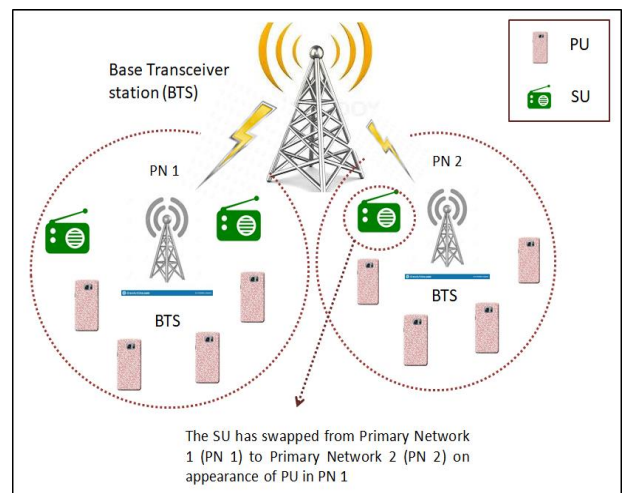 PU
SU
Base Transceiver
station (BTS)
PN 1
PN 2
BTS
BTS
The SU has swapped from Primary Network
1 (PN 1) to Primary Network 2 (PN 2) on
appearance of PU in PN 1